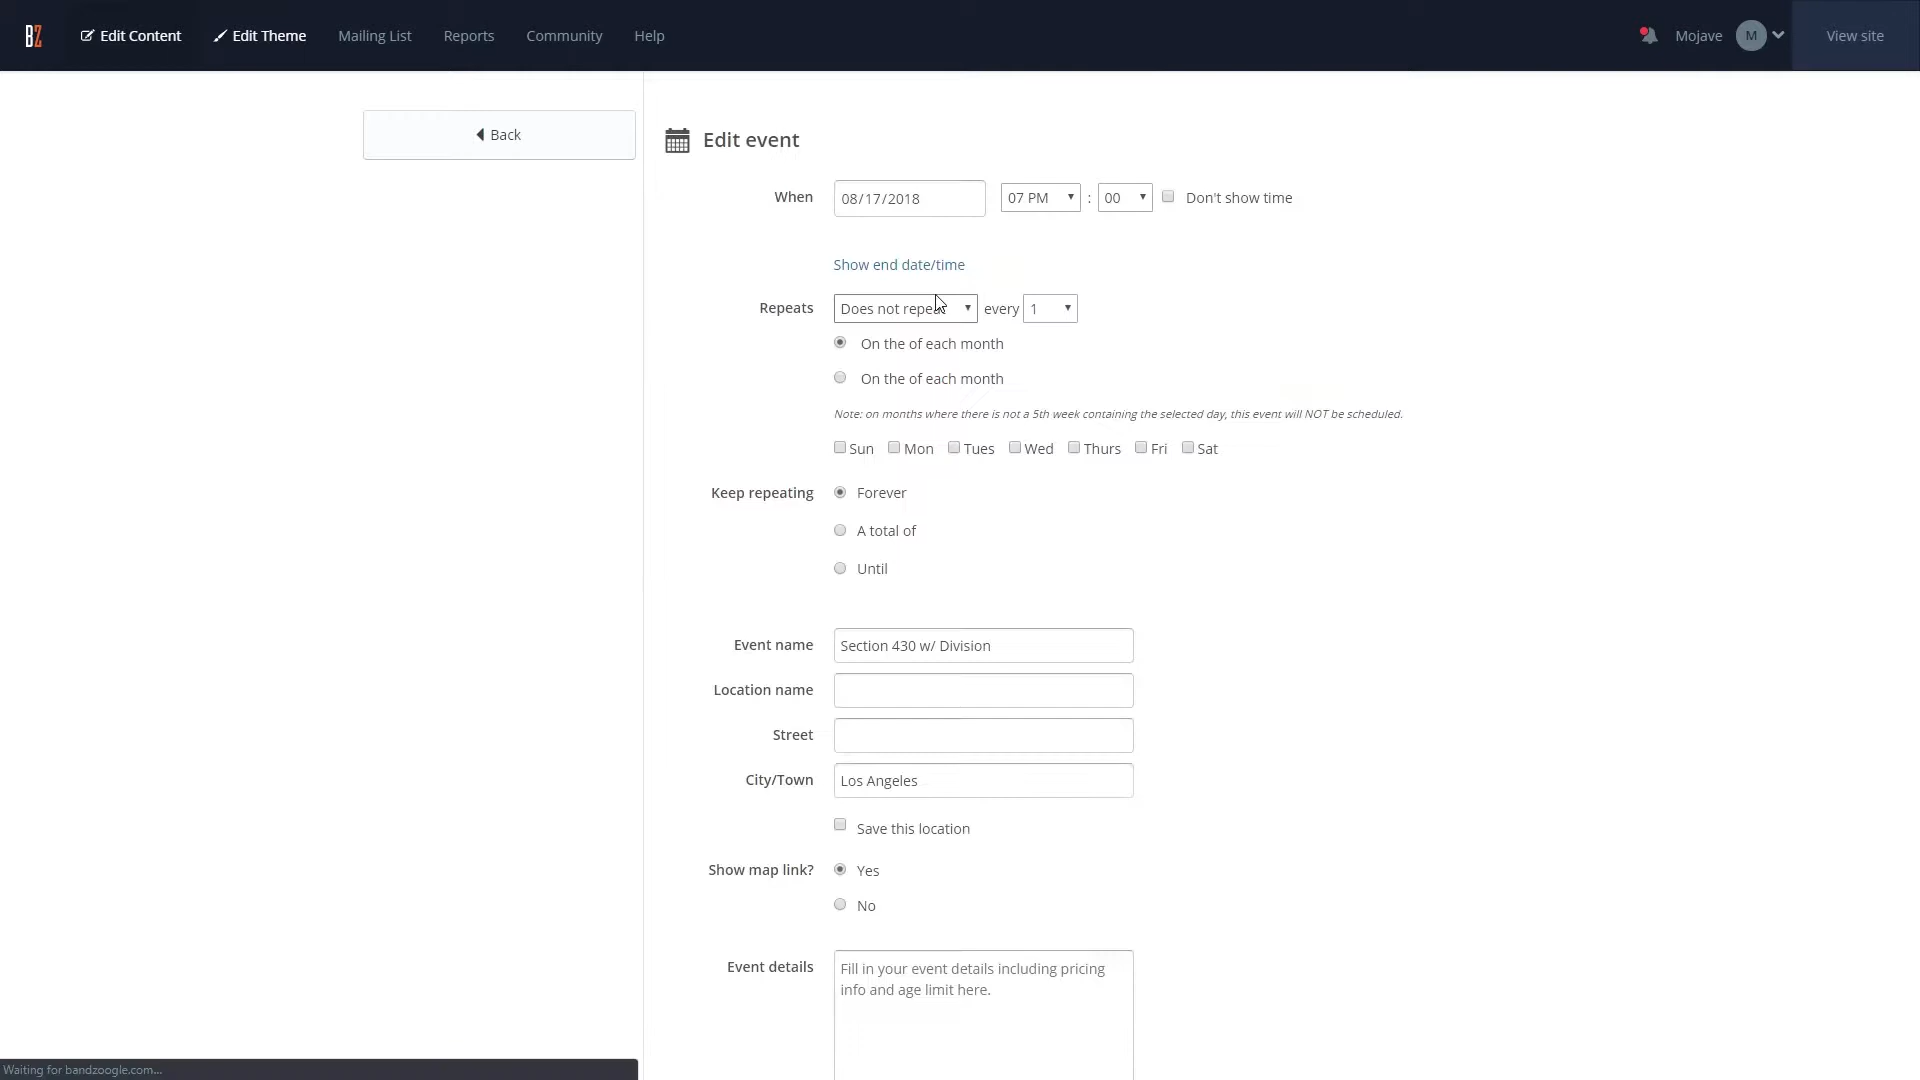 BZ Edit Content Edit Theme Mailing List Reports Community Help Mojave M View site
Back
Edit event
When 08/17/2018 07 PM : 00 Don't show time
Show end date/time
Repeats Does not repeat every 1
On the of each month
On the of each month
Note: on months where there is not a 5th week containing the selected day, this event will NOT be scheduled.
Sun Mon Tues Wed Thurs Fri Sat
Keep repeating Forever
A total of
Until
Event name Section 430 w/ Division
Location name
Street
City/Town Los Angeles
Save this location
Show map link? Yes
No
Event details Fill in your event details including pricing
info and age limit here.
Waiting for bandzoogle.com...